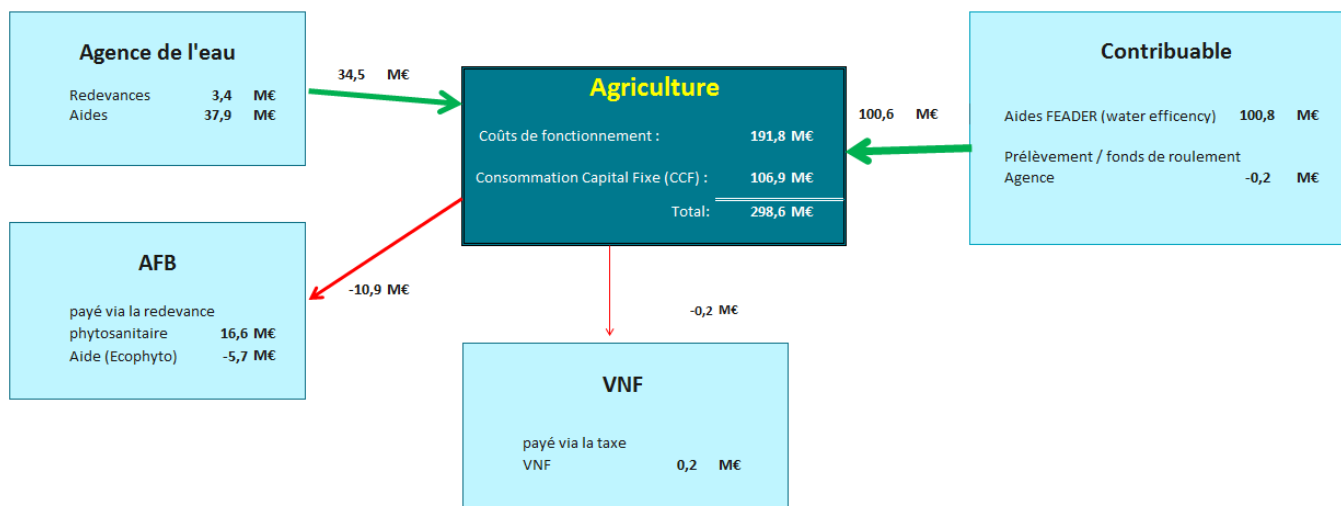 Agence de l'eau
Redevances 3,4 M€
Aides 37,9 M€
34,5 M€
Agriculture
Coûts de fonctionnement : 191,8 M€
Consommation Capital Fixe (CCF) : 106,9 M€
Total: 298,6 M€
100,6 M€
Contribuable
Aides FEADER (water efficency) 100,8 M€
Prélèvement / fonds de roulement
Agence -0,2 M€
AFB
payé via la redevance
phytosanitaire 16,6 M€
Aide (Ecophyto) -5,7 M€
-10,9 M€
-0,2 M€
VNF
payé via la taxe
VNF 0,2 M€